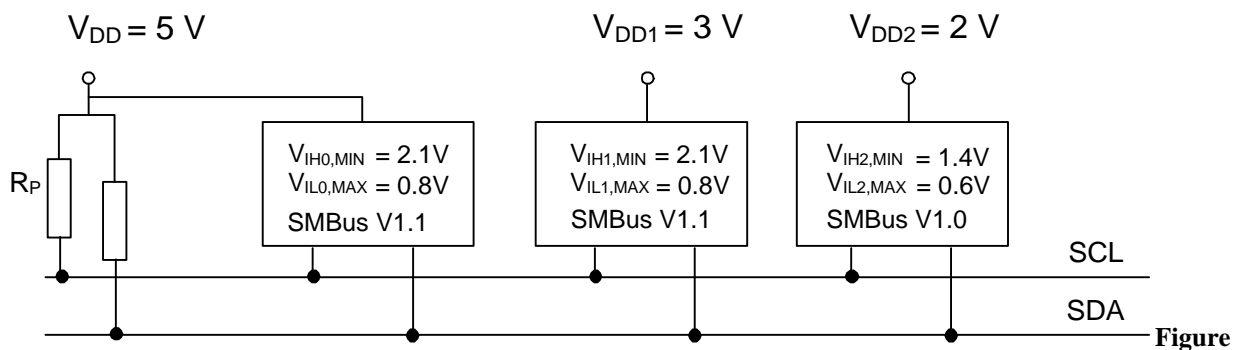 VDD = 5 V
VDD1 = 3 V
VDD2 = 2 V
RP
VIH0,MIN = 2.1V
VIL0,MAX = 0.8V
SMBus V1.1
VIH1,MIN = 2.1V
VIL1,MAX = 0.8V
SMBus V1.1
VIH2,MIN = 1.4V
VIL2,MAX = 0.6V
SMBus V1.0
SCL
SDA
Figure